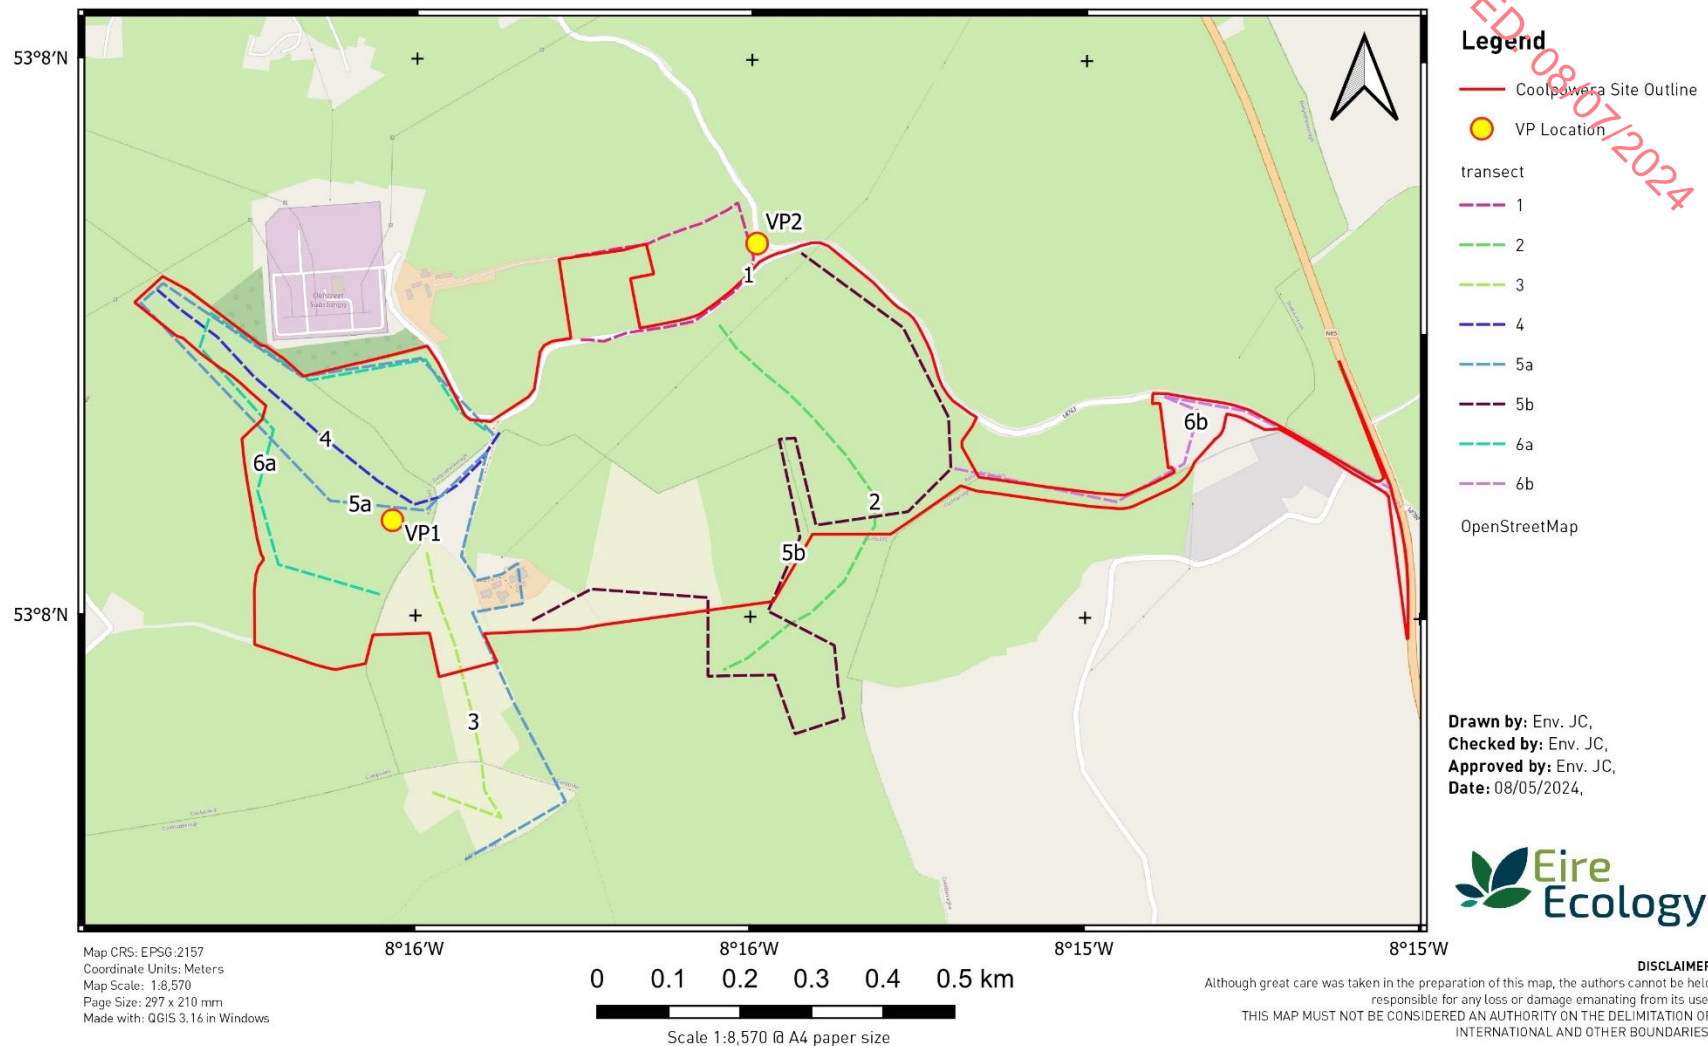 ED: 08/07/2024
53°8'N
53°8'N
VP2
1
4
6a
5a
VP1
2
5b
6b
3
N65
Oldstreet
Substation
8°16'W
8°16'W
8°15'W
8°15'W
Legend
Coolpowera Site Outline
VP Location
transect
1
2
3
4
5a
5b
6a
6b
OpenStreetMap
Drawn by: Env. JC,
Checked by: Env. JC,
Approved by: Env. JC,
Date: 08/05/2024,
Eire
Ecology
Map CRS: EPSG:2157
Coordinate Units: Meters
Map Scale: 1:8,570
Page Size: 297 x 210 mm
Made with: QGIS 3.16 in Windows
0 0.1 0.2 0.3 0.4 0.5 km
Scale 1:8,570 @ A4 paper size
DISCLAIMER
Although great care was taken in the preparation of this map, the authors cannot be held
responsible for any loss or damage emanating from its use
THIS MAP MUST NOT BE CONSIDERED AN AUTHORITY ON THE DELIMITATION OF
INTERNATIONAL AND OTHER BOUNDARIES